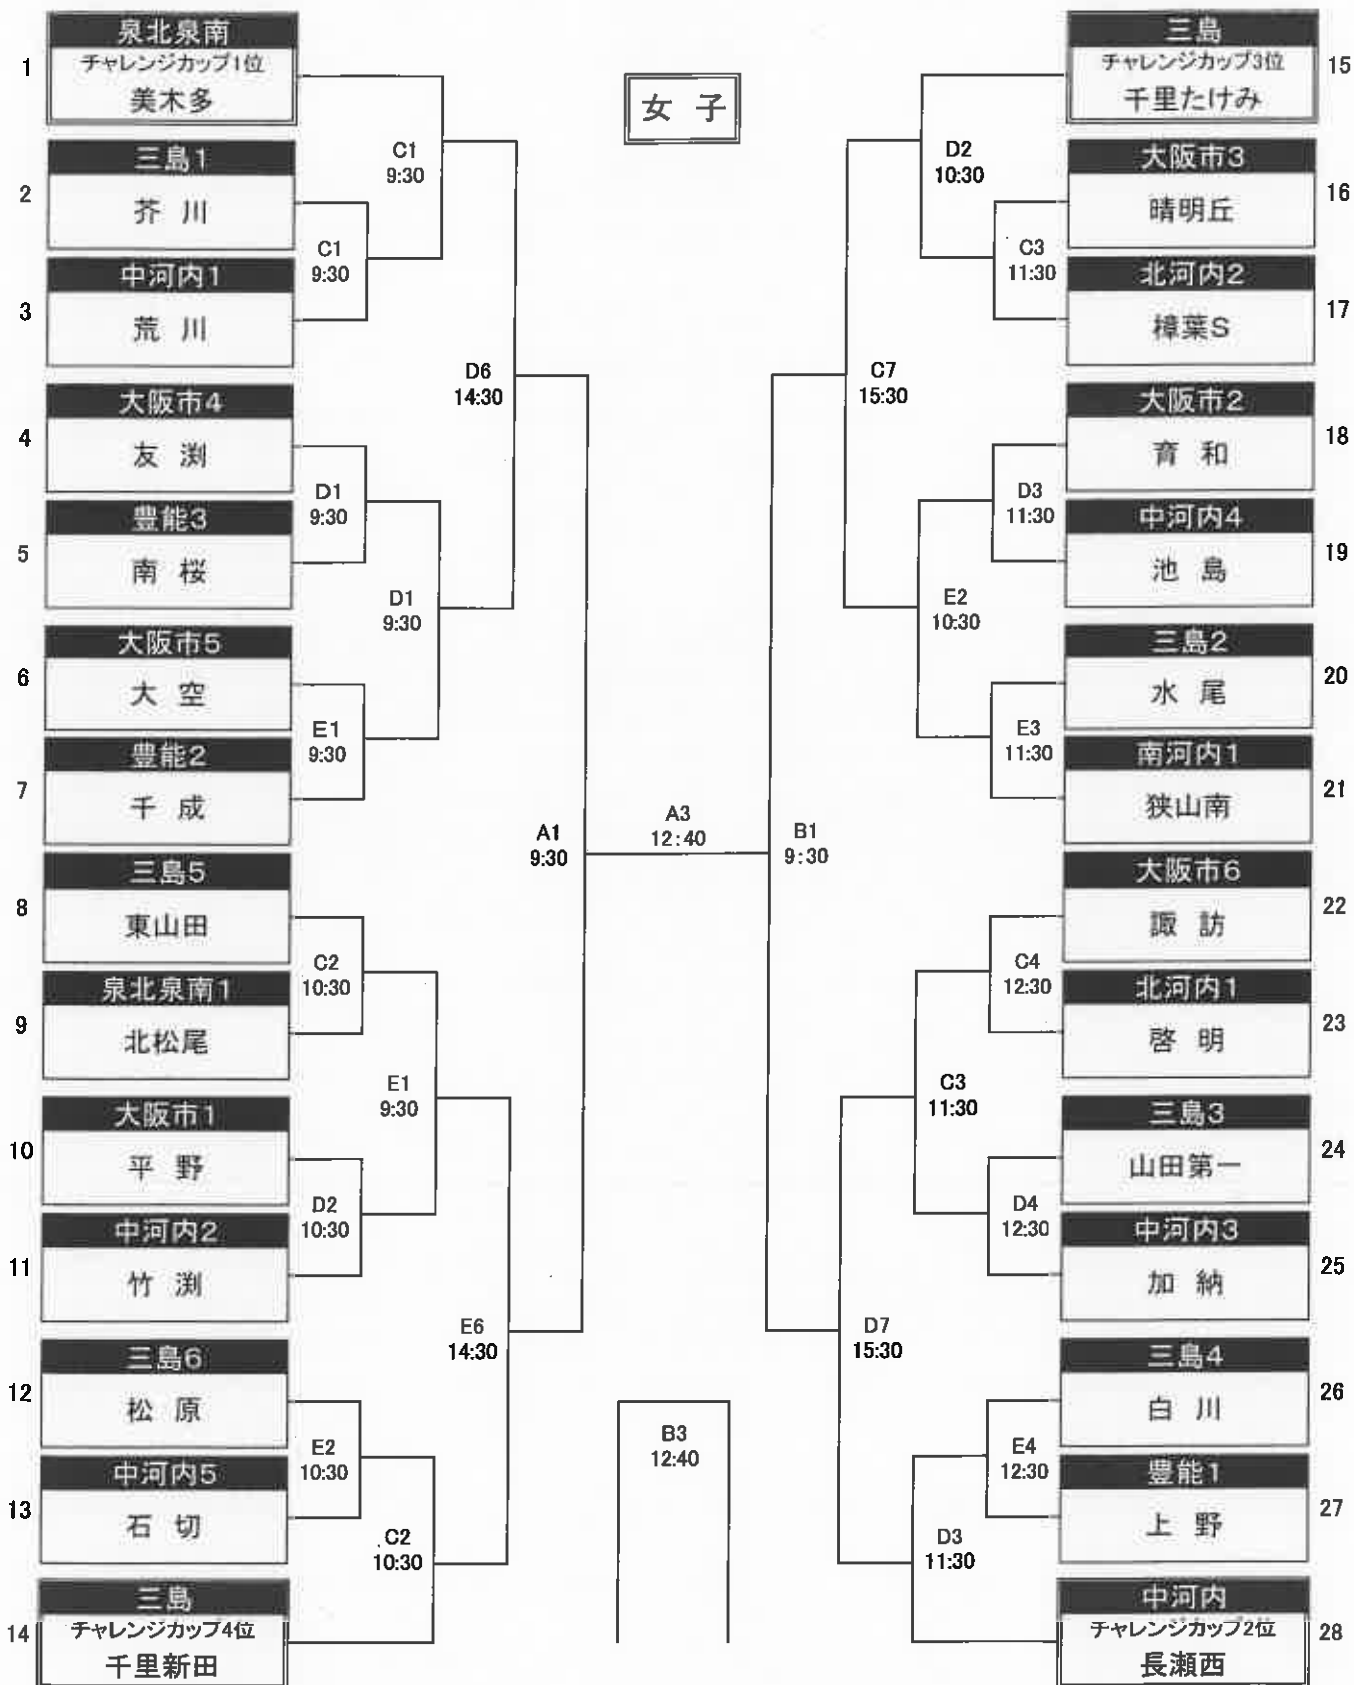 女 子
1
泉北泉南
チャレンジカップ1位
美木多
2
三島1
芥 川
3
中河内1
荒 川
4
大阪市4
友 渕
5
豊能3
南 桜
6
大阪市5
大 空
7
豊能2
千 成
8
三島5
東山田
9
泉北泉南1
北松尾
10
大阪市1
平 野
11
中河内2
竹 渕
12
三島6
松 原
13
中河内5
石 切
14
三島
チャレンジカップ4位
千里新田
C1
9:30
C1
9:30
D1
9:30
D1
9:30
E1
9:30
D6
14:30
C2
10:30
E1
9:30
D2
10:30
E6
14:30
E2
10:30
C2
10:30
A1
9:30
A3
12:40
B1
9:30
B3
12:40
D2
10:30
C3
11:30
C7
15:30
D3
11:30
E2
10:30
E3
11:30
C4
12:30
C3
11:30
D4
12:30
D7
15:30
E4
12:30
D3
11:30
三島
チャレンジカップ3位
千里たけみ
15
大阪市3
晴明丘
16
北河内2
樟葉S
17
大阪市2
育 和
18
中河内4
池 島
19
三島2
水 尾
20
南河内1
狭山南
21
大阪市6
諏 訪
22
北河内1
啓 明
23
三島3
山田第一
24
中河内3
加 納
25
三島4
白 川
26
豊能1
上 野
27
中河内
チャレンジカップ2位
長瀬西
28